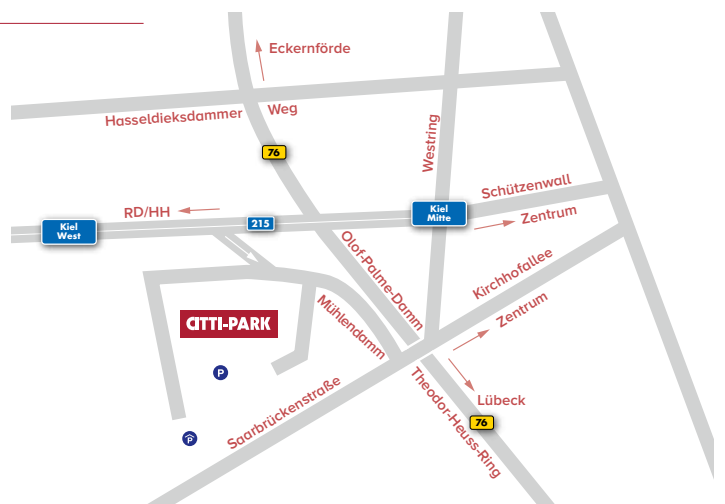 Eckernförde
Hasseldieksdammer Weg
76
Westring
Schützenwall
RD/HH
215
Kiel
West
Kiel
Mitte
Zentrum
Olof-Palme-Damm
Kirchhofallee
Mühlendamm
Zentrum
CITTI-PARK
P
Saarbrückenstraße
Theodor-Heuss-Ring
Lübeck
76
P